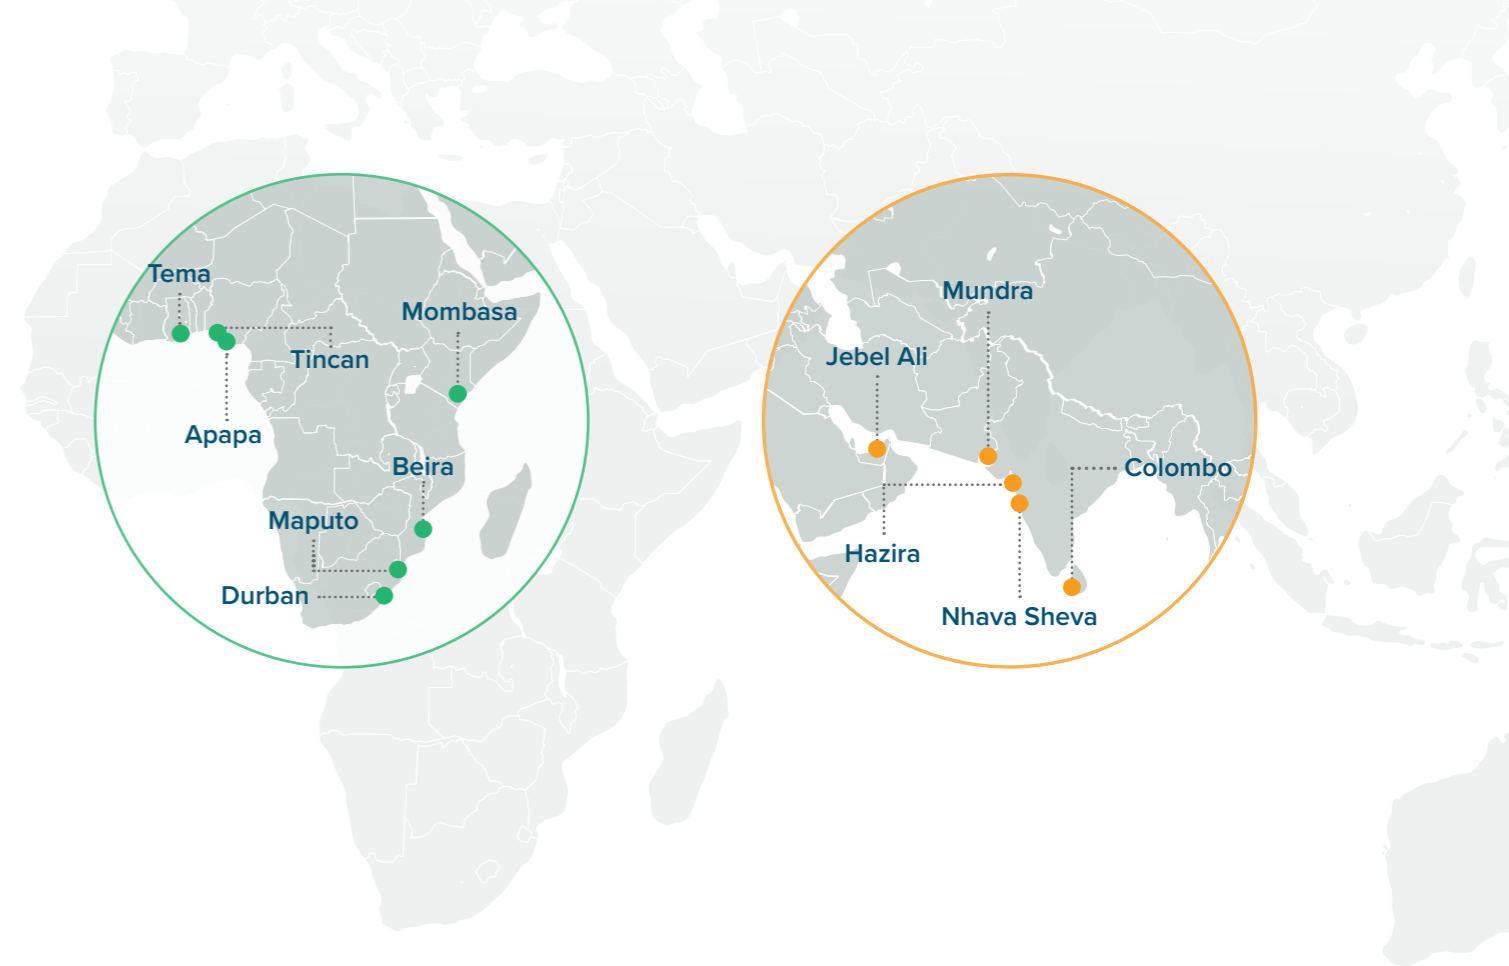 Tema
Mombasa
Tincan
Apapa
Beira
Maputo
Durban
Mundra
Jebel Ali
Colombo
Hazira
Nhava Sheva